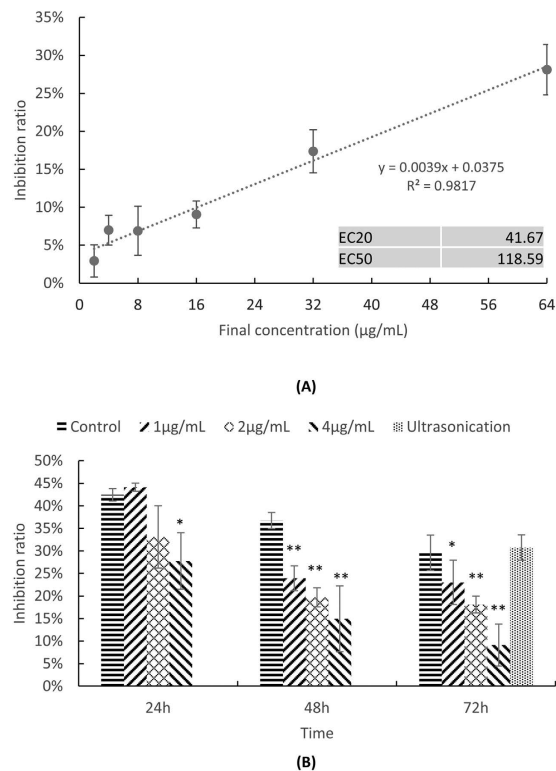 35%
30%
25%
20%
15%
10%
5%
0%
Inbibition ratio
y = 0.0039x + 0.0375
R² = 0.9817
EC20 41.67
EC50 118.59
0 8 16 24 32 40 48 56 64
Final concentration (μg/mL)
(A)
Control 1μg/mL 2μg/mL 4μg/mL Ultrasonication
50%
45%
40%
35%
30%
25%
20%
15%
10%
5%
0%
Inhibition ratio
*
** ** **
* ** **
24h 48h 72h
Time
(B)